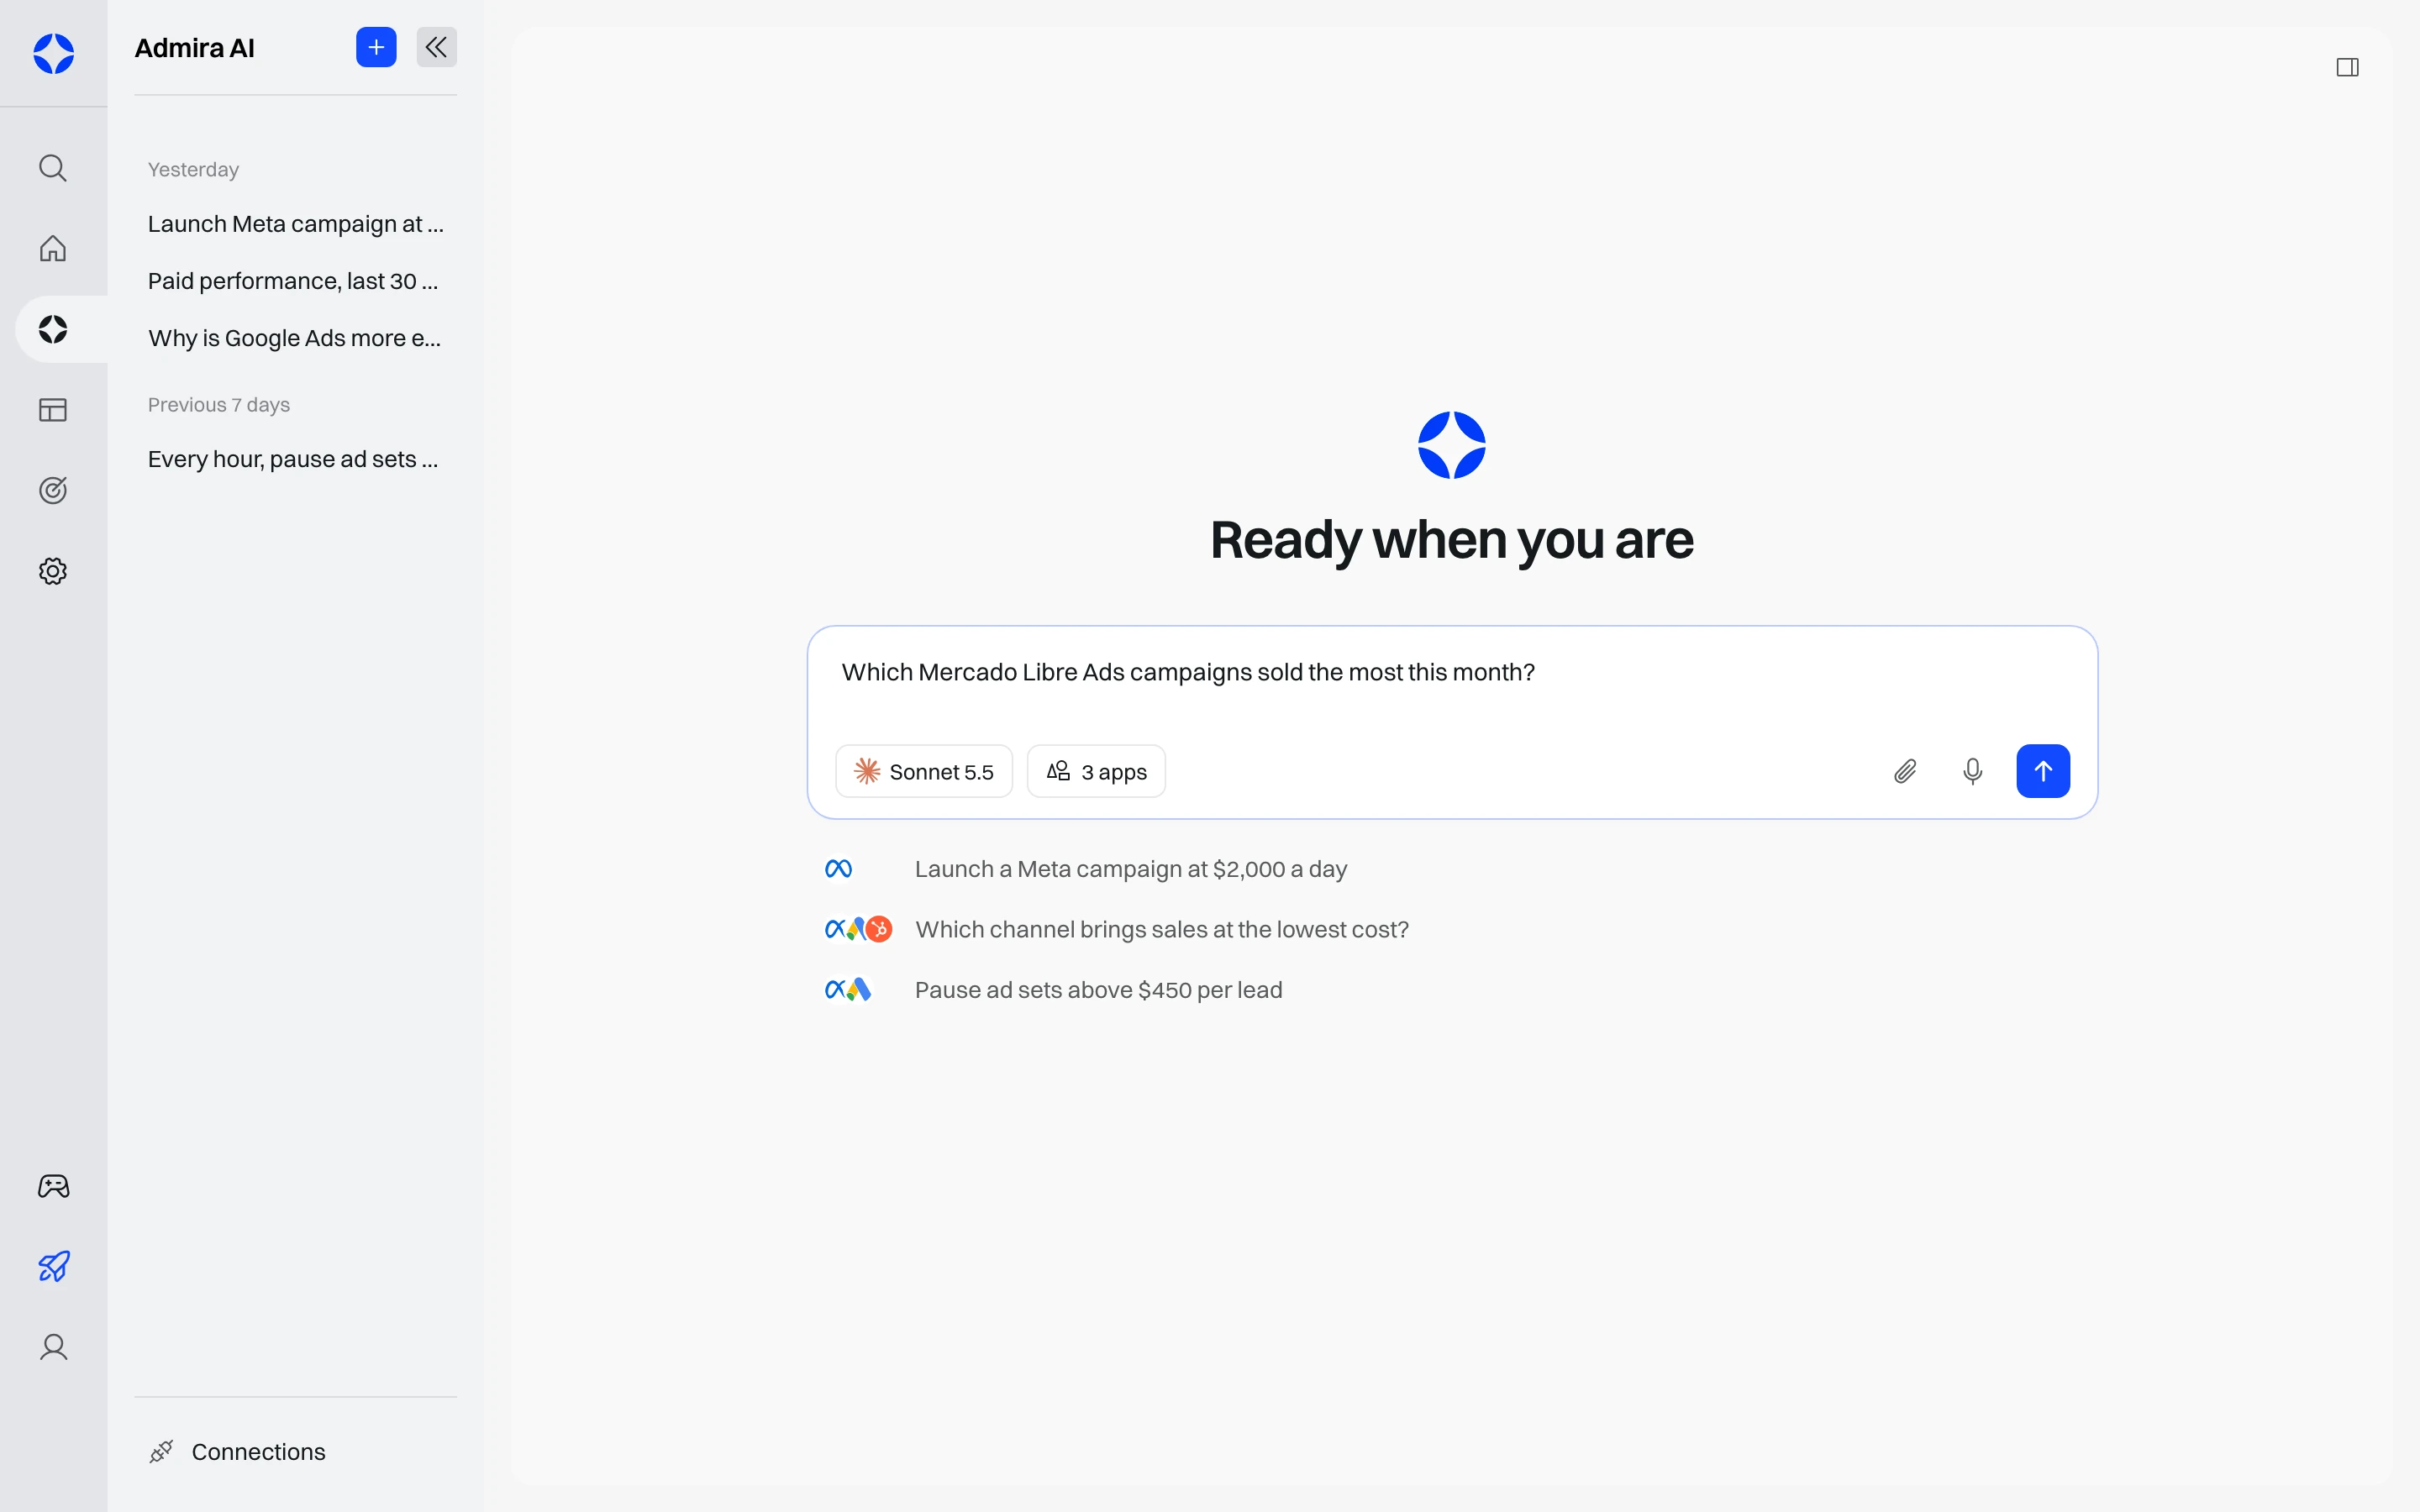 Admira AI
Yesterday
Launch Meta campaign at ...
Paid performance, last 30 ...
Why is Google Ads more e...
Previous 7 days
Every hour, pause ad sets ...
Connections
Ready when you are
Which Mercado Libre Ads campaigns sold the most this month?
Sonnet 5.5
3 apps
Launch a Meta campaign at $2,000 a day
Which channel brings sales at the lowest cost?
Pause ad sets above $450 per lead